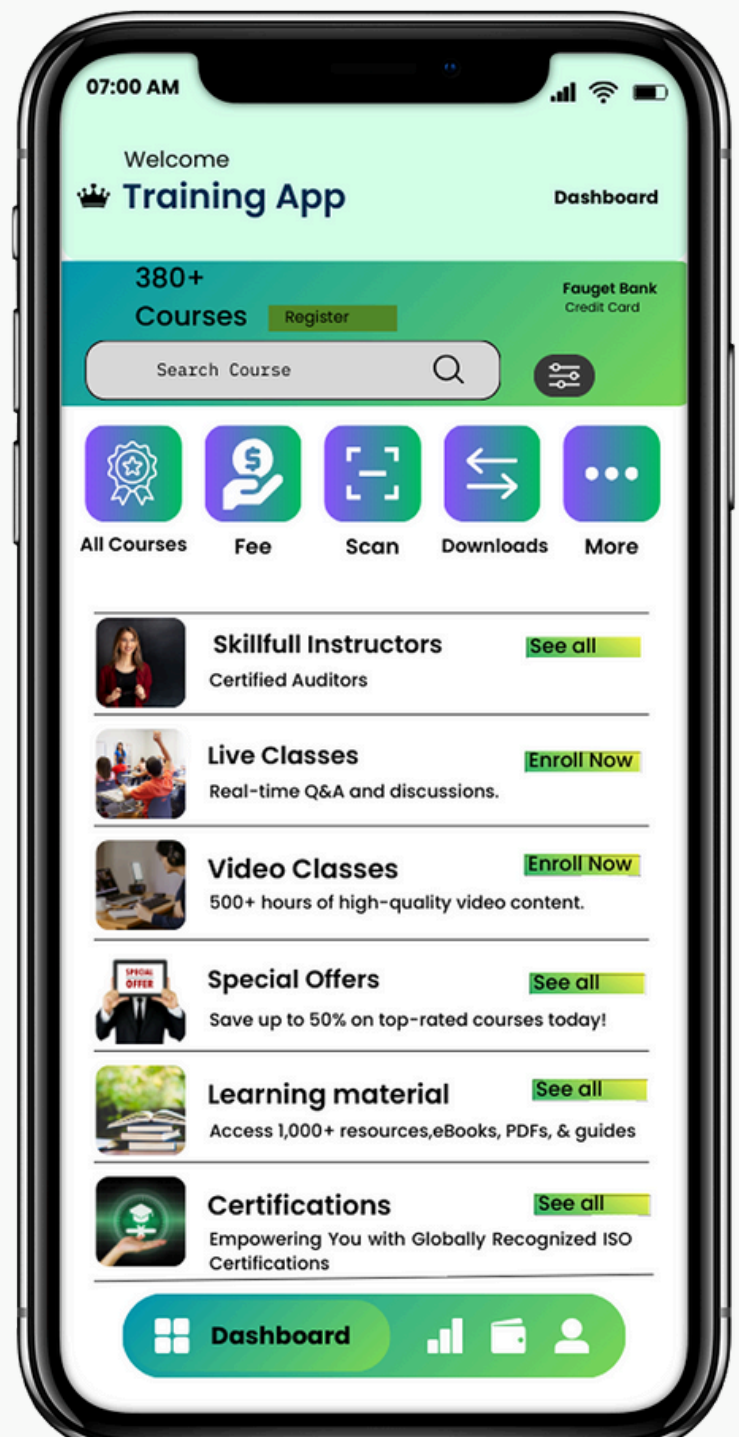 07:00 AM
Welcome
Training App
Dashboard
380+
Courses
Register
Fauget Bank
Credit Card
Search Course
All Courses
Fee
Scan
Downloads
More
Skillfull Instructors
See all
Certified Auditors
Live Classes
Enroll Now
Real-time Q&A and discussions.
Video Classes
Enroll Now
500+ hours of high-quality video content.
SPECIAL
OFFER
Special Offers
See all
Save up to 50% on top-rated courses today!
Learning material
See all
Access 1,000+ resources,eBooks, PDFs, & guides
Certifications
See all
Empowering You with Globally Recognized ISO
Certifications
Dashboard